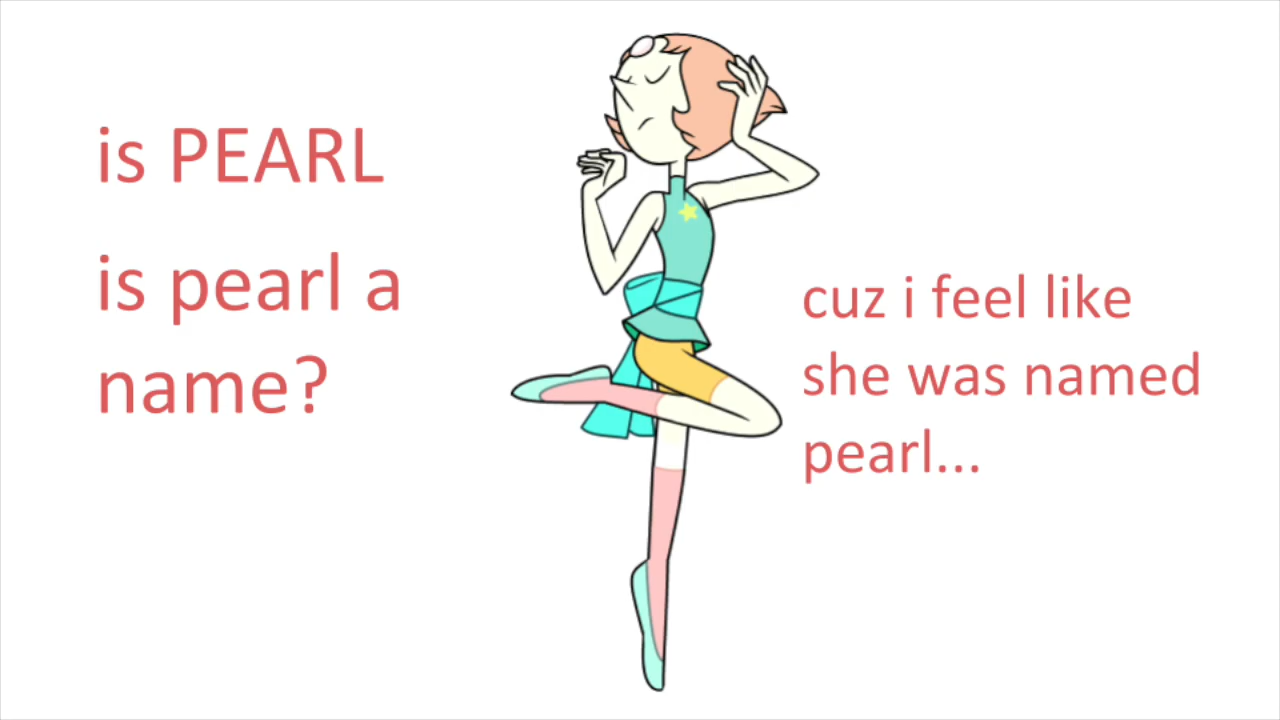 is PEARL
is pearl a
name?
cuz i feel like
she was named
pearl...